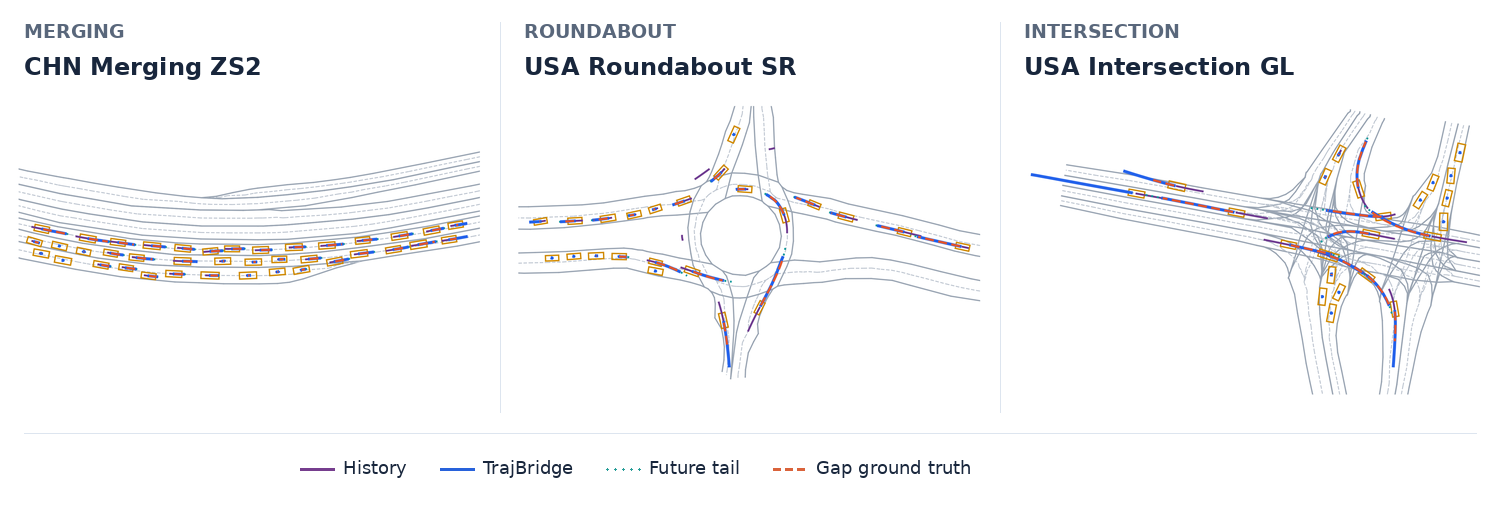 MERGING
CHN Merging ZS2
ROUNDABOUT
USA Roundabout SR
INTERSECTION
USA Intersection GL
History
TrajBridge
Future tail
Gap ground truth